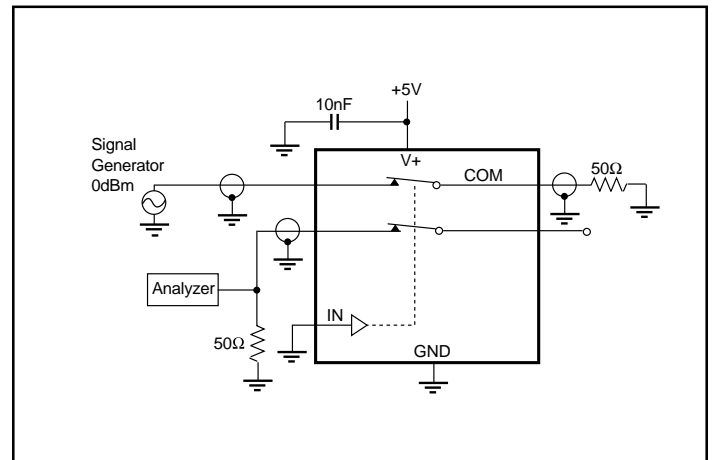 +5V
10nF
Signal
Generator
0dBm
V+
COM
50Ω
Analyzer
IN
50Ω
GND